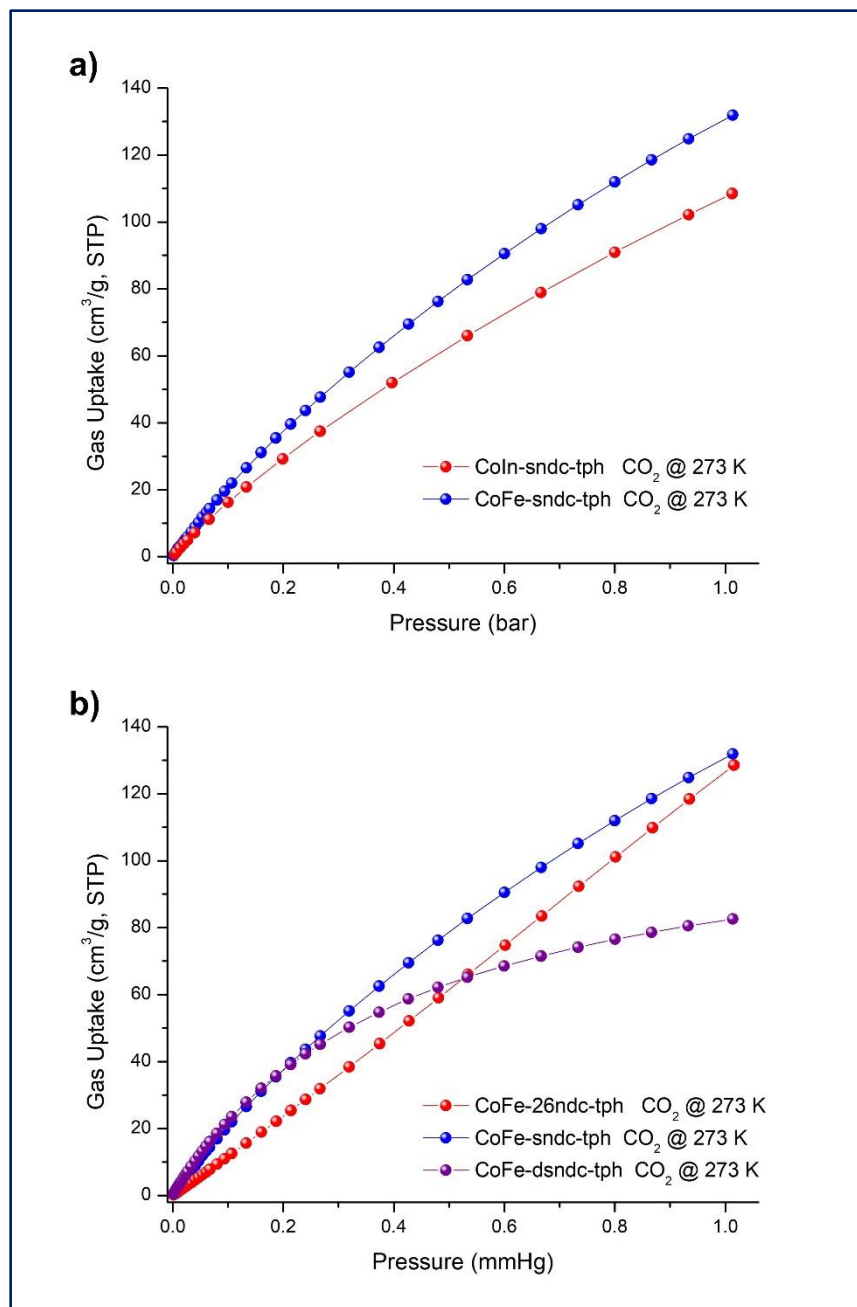 a)
140
120
100
80
60
40
20
0
Gas Uptake (cm³/g, STP)
CoIn-sndc-tph CO₂ @ 273 K
CoFe-sndc-tph CO₂ @ 273 K
0.0 0.2 0.4 0.6 0.8 1.0
Pressure (bar)
b)
140
120
100
80
60
40
20
0
Gas Uptake (cm³/g, STP)
CoFe-26ndc-tph CO₂ @ 273 K
CoFe-sndc-tph CO₂ @ 273 K
CoFe-dsndc-tph CO₂ @ 273 K
0.0 0.2 0.4 0.6 0.8 1.0
Pressure (mmHg)